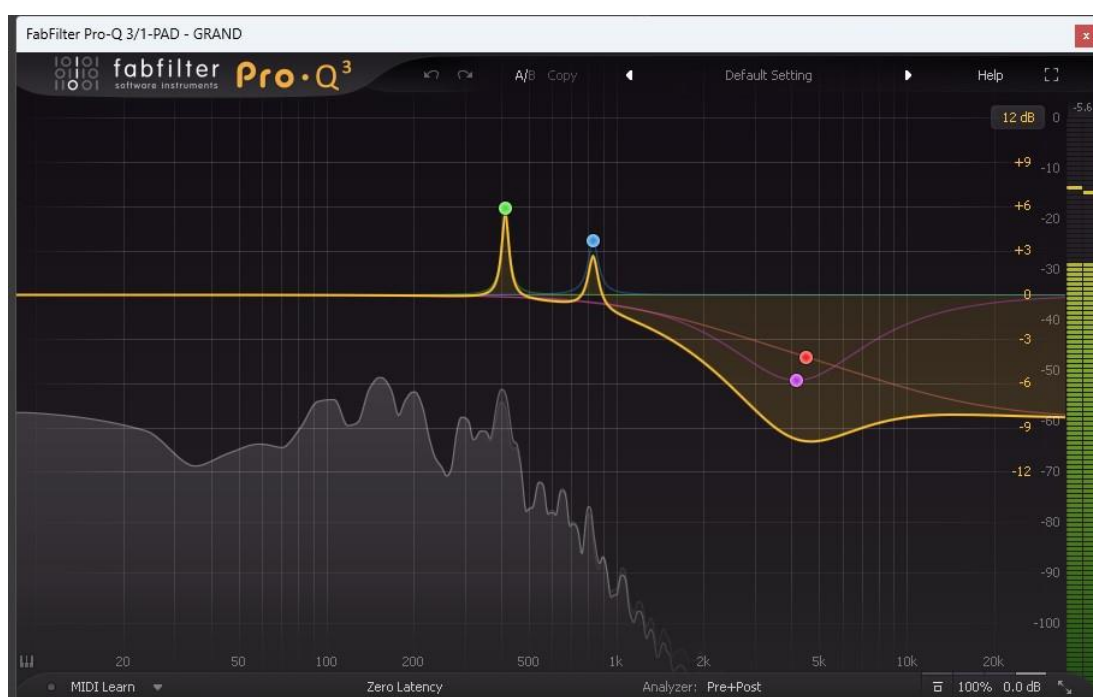 FabFilter Pro-Q 3/1-PAD - GRAND
x
fabfilter Pro·Q³ A/B Copy Default Setting Help
software instruments
-5.6
12 dB 0
+9 -10
+6 -20
+3 -30
0 -40
-3 -50
-6 -60
-9 -70
-12 -80
-90
-100
20 50 100 200 500 1k 2k 5k 10k 20k
MIDI Learn Zero Latency Analyzer: Pre+Post 100% 0.0 dB